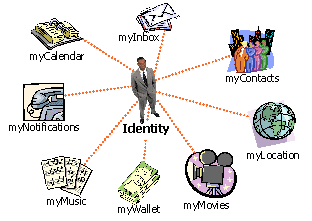 myInbox
myCalendar
myContacts
myNotifications
Identity
myLocation
myMusic
myWallet
myMovies